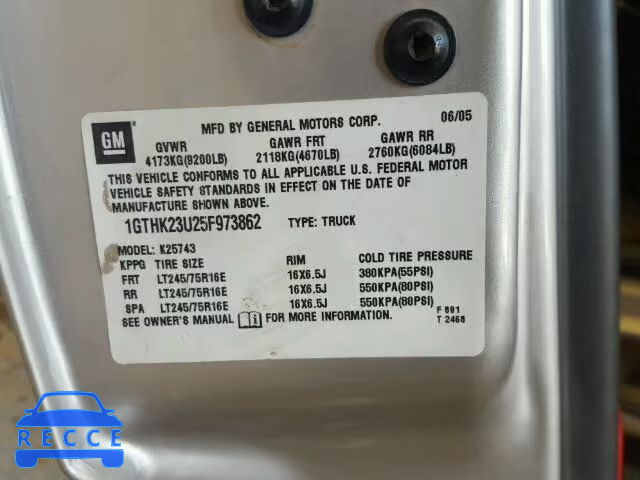 GM
MFD BY GENERAL MOTORS CORP. 06/05
GVWR GAWR FRT GAWR RR
4173KG(9200LB) 2118KG(4670LB) 2760KG(6084LB)
THIS VEHICLE CONFORMS TO ALL APPLICABLE U.S. FEDERAL MOTOR
VEHICLE SAFETY STANDARDS IN EFFECT ON THE DATE OF
MANUFACTURE SHOWN ABOVE.
1GTHK23U25F973862 TYPE: TRUCK
MODEL: K25743
KPPG TIRE SIZE RIM COLD TIRE PRESSURE
FRT LT245/75R16E 16X6.5J 380KPA(55PSI)
RR LT245/75R16E 16X6.5J 550KPA(80PSI)
SPA LT245/75R16E 16X6.5J 550KPA(80PSI)
SEE OWNER'S MANUAL FOR MORE INFORMATION.
F 891
T 2468
RECCE